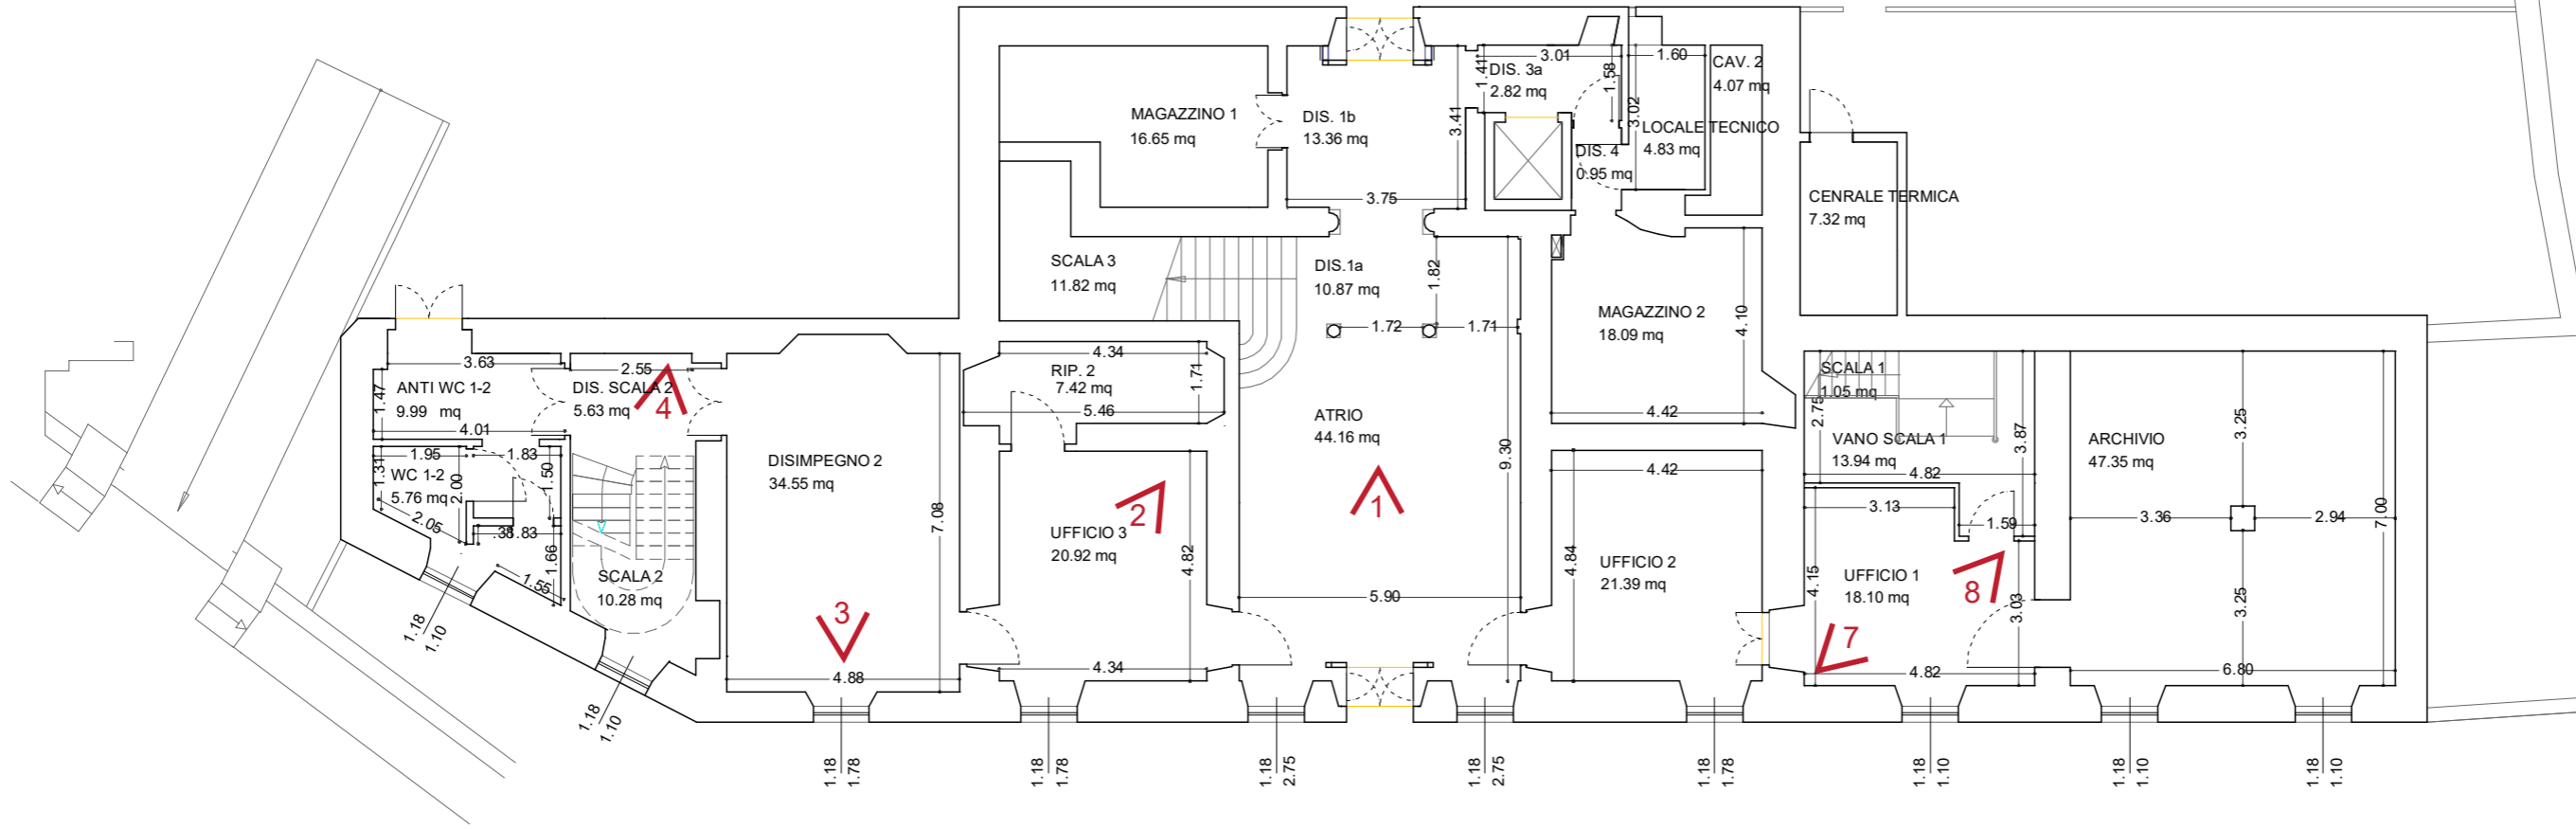 MAGAZZINO 1
16.65 mq
DIS. 1b
13.36 mq
3.41
3.75
1.41
3.01
DIS. 3a
2.82 mq
1.58
1.60
3.02
CAV. 2
4.07 mq
LOCALE TECNICO
4.83 mq
DIS. 4
0.95 mq
CENRALE TERMICA
7.32 mq
SCALA 3
11.82 mq
DIS.1a
10.87 mq
1.82
1.72
1.71
MAGAZZINO 2
18.09 mq
4.10
4.42
3.63
ANTI WC 1-2
9.99 mq
1.47
4.01
2.55
DIS. SCALA 2
5.63 mq
4
1.95
1.83
1.31
WC 1-2
5.76 mq
2.00
1.50
2.05
1.83
1.66
1.55
SCALA 2
10.28 mq
DISIMPEGNO 2
34.55 mq
7.08
3
4.88
4.34
RIP. 2
7.42 mq
1.71
5.46
UFFICIO 3
20.92 mq
2
4.82
4.34
ATRIO
44.16 mq
1
9.30
5.90
4.42
4.84
UFFICIO 2
21.39 mq
SCALA 1
1.05 mq
2.75
VANO SCALA 1
13.94 mq
3.87
4.82
3.13
1.59
4.15
UFFICIO 1
18.10 mq
8
3.03
7
4.82
ARCHIVIO
47.35 mq
3.25
3.36
2.94
7.00
3.25
6.80
1.18
1.10
1.18
1.10
1.18
1.78
1.18
1.78
1.18
2.75
1.18
2.75
1.18
1.78
1.18
1.10
1.18
1.10
1.18
1.10